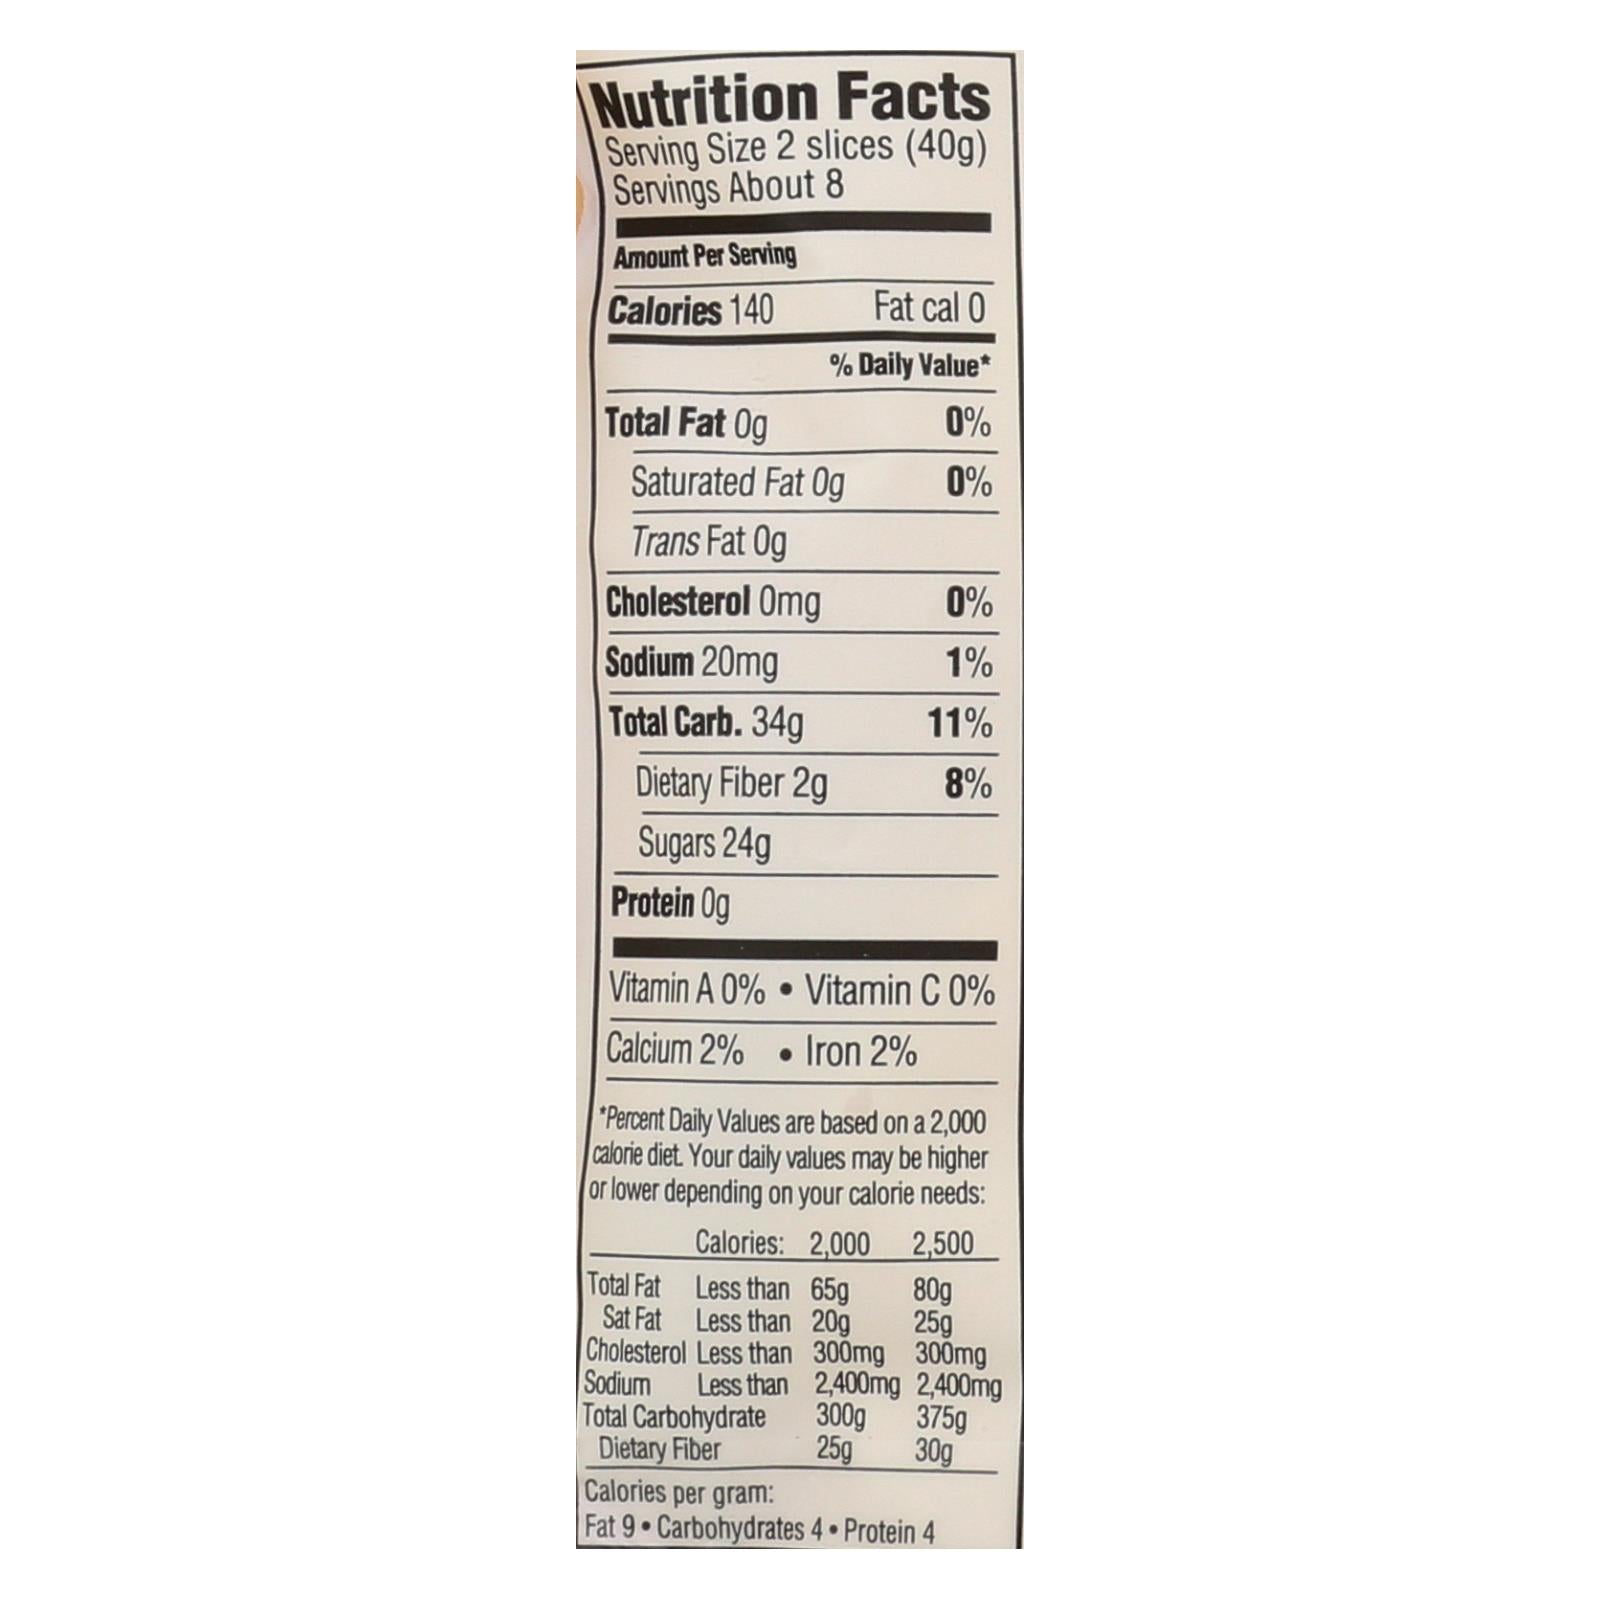 Nutrition Facts
Serving Size 2 slices (40g)
Servings About 8
Amount Per Serving
Calories 140 Fat cal 0
% Daily Value*
Total Fat 0g 0%
Saturated Fat 0g 0%
Trans Fat 0g
Cholesterol 0mg 0%
Sodium 20mg 1%
Total Carb. 34g 11%
Dietary Fiber 2g 8%
Sugars 24g
Protein 0g
Vitamin A 0% • Vitamin C 0%
Calcium 2% • Iron 2%
*Percent Daily Values are based on a 2,000
calorie diet. Your daily values may be higher
or lower depending on your calorie needs:
Calories: 2,000 2,500
Total Fat Less than 65g 80g
Sat Fat Less than 20g 25g
Cholesterol Less than 300mg 300mg
Sodium Less than 2,400mg 2,400mg
Total Carbohydrate 300g 375g
Dietary Fiber 25g 30g
Calories per gram:
Fat 9 • Carbohydrates 4 • Protein 4